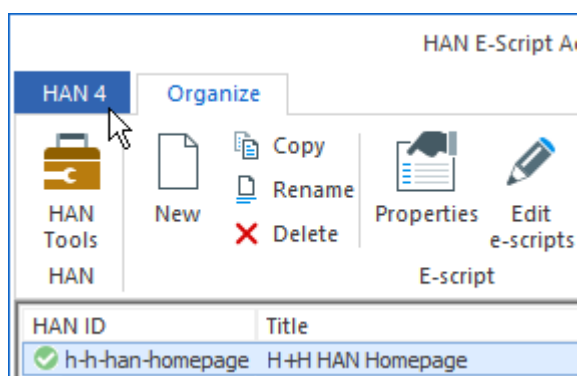 HAN E-Script
HAN 4 Organize
Copy
Rename
Delete
HAN Tools
New
Properties
Edit e-scripts
HAN
E-script
HAN ID Title
h-h-han-homepage H+H HAN Homepage